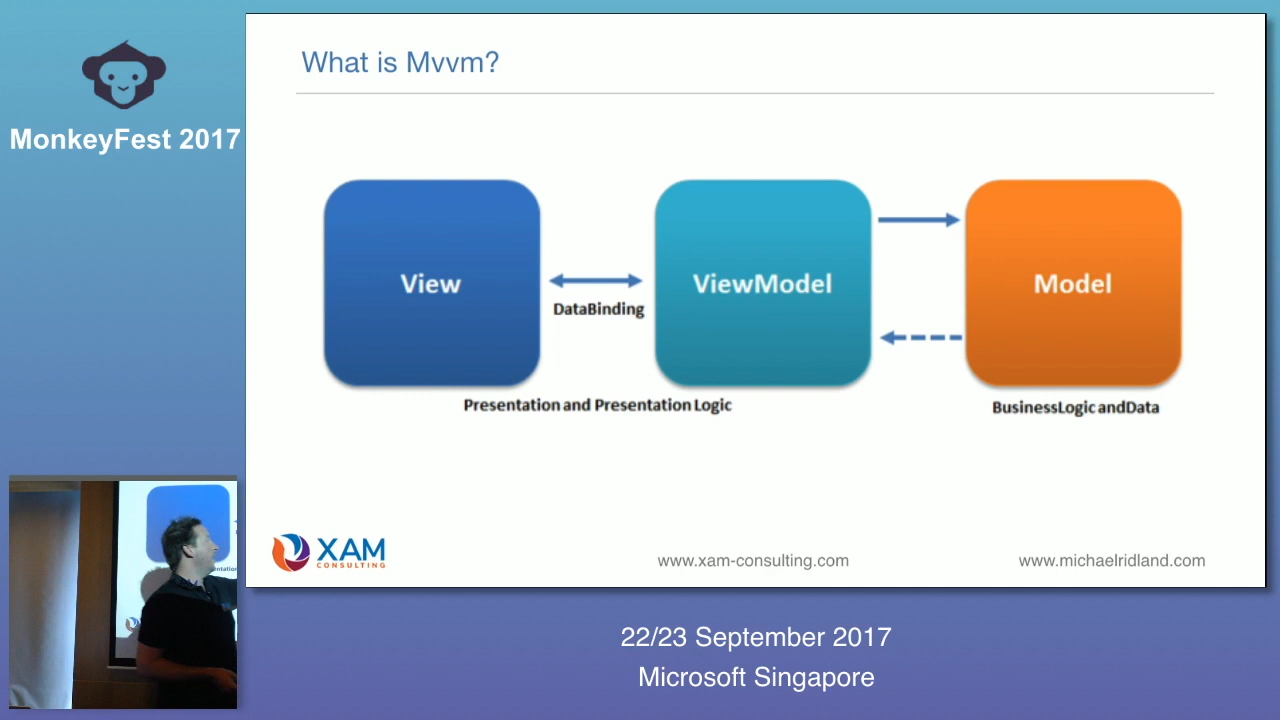 MonkeyFest 2017
What is Mvvm?
View
DataBinding
ViewModel
Model
Presentation and Presentation Logic
BusinessLogic andData
XAM
CONSULTING
www.xam-consulting.com
www.michaelridland.com
22/23 September 2017
Microsoft Singapore